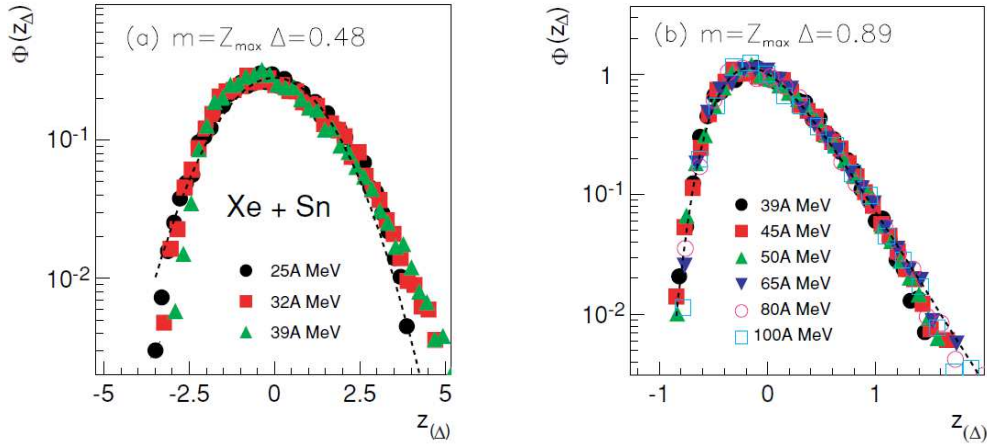 (a) m=Z_max Δ=0.48
Φ(z_Δ)
10^-1
10^-2
Xe + Sn
25A MeV
32A MeV
39A MeV
-5 -2.5 0 2.5 5
z_(Δ)
(b) m=Z_max Δ=0.89
Φ(z_Δ)
1
10^-1
10^-2
39A MeV
45A MeV
50A MeV
65A MeV
80A MeV
100A MeV
-1 0 1
z_(Δ)